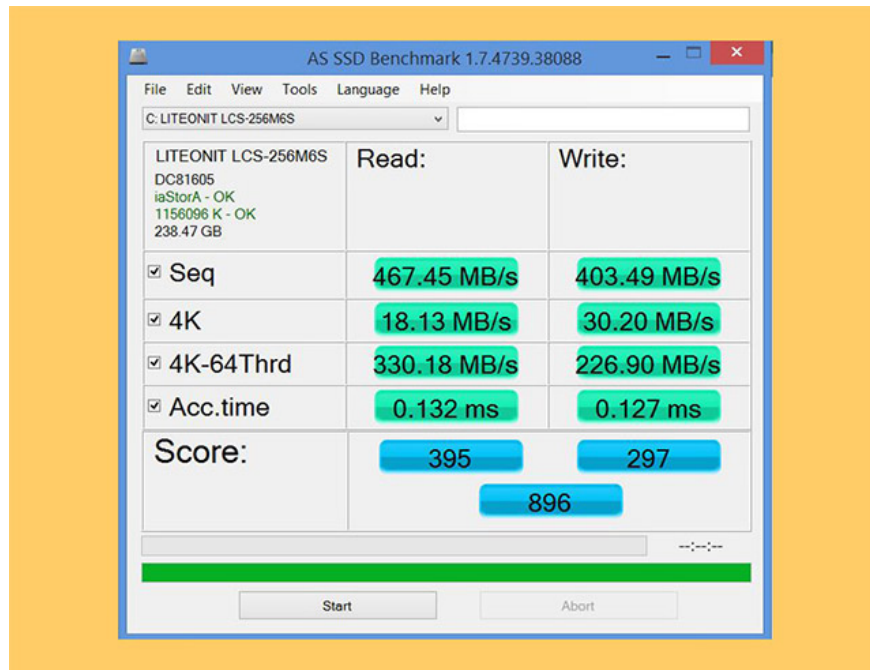 AS SSD Benchmark 1.7.4739.38088
File Edit View Tools Language Help
C: LITEONIT LCS-256M6S
LITEONIT LCS-256M6S
DC81605
iaStorA - OK
1156096 K - OK
238.47 GB
Read: Write:
Seq 467.45 MB/s 403.49 MB/s
4K 18.13 MB/s 30.20 MB/s
4K-64Thrd 330.18 MB/s 226.90 MB/s
Acc.time 0.132 ms 0.127 ms
Score: 395 297
896
--:--:--
Start Abort